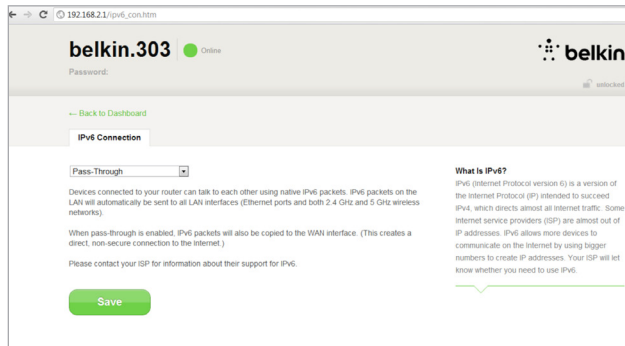 192.168.2.1/ipv6_con.htm
belkin.303
Online
belkin
Password:
unlocked
← Back to Dashboard
IPv6 Connection
Pass-Through
Devices connected to your router can talk to each other using native IPv6 packets. IPv6 packets on the
LAN will automatically be sent to all LAN interfaces (Ethernet ports and both 2.4 GHz and 5 GHz wireless
networks).
When pass-through is enabled, IPv6 packets will also be copied to the WAN interface. (This creates a
direct, non-secure connection to the Internet.)
Please contact your ISP for information about their support for IPv6.
Save
What Is IPv6?
IPv6 (Internet Protocol version 6) is a version of
the Internet Protocol (IP) intended to succeed
IPv4, which directs almost all internet traffic. Some
Internet service providers (ISP) are almost out of
IP addresses. IPv6 allows more devices to
communicate on the Internet by using bigger
numbers to create IP addresses. Your ISP will let
know whether you need to use IPv6.